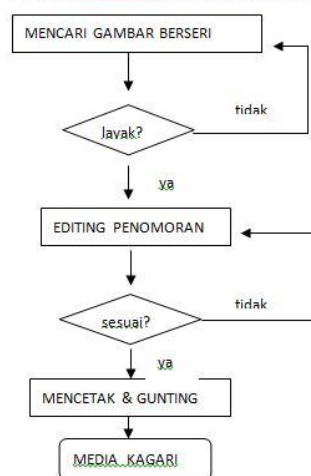 MENCARI GAMBAR BERSERI
tidak
layak?
ya
EDITING PENOMORAN
tidak
sesuai?
ya
MENCETAK & GUNTING
MEDIA KAGARI